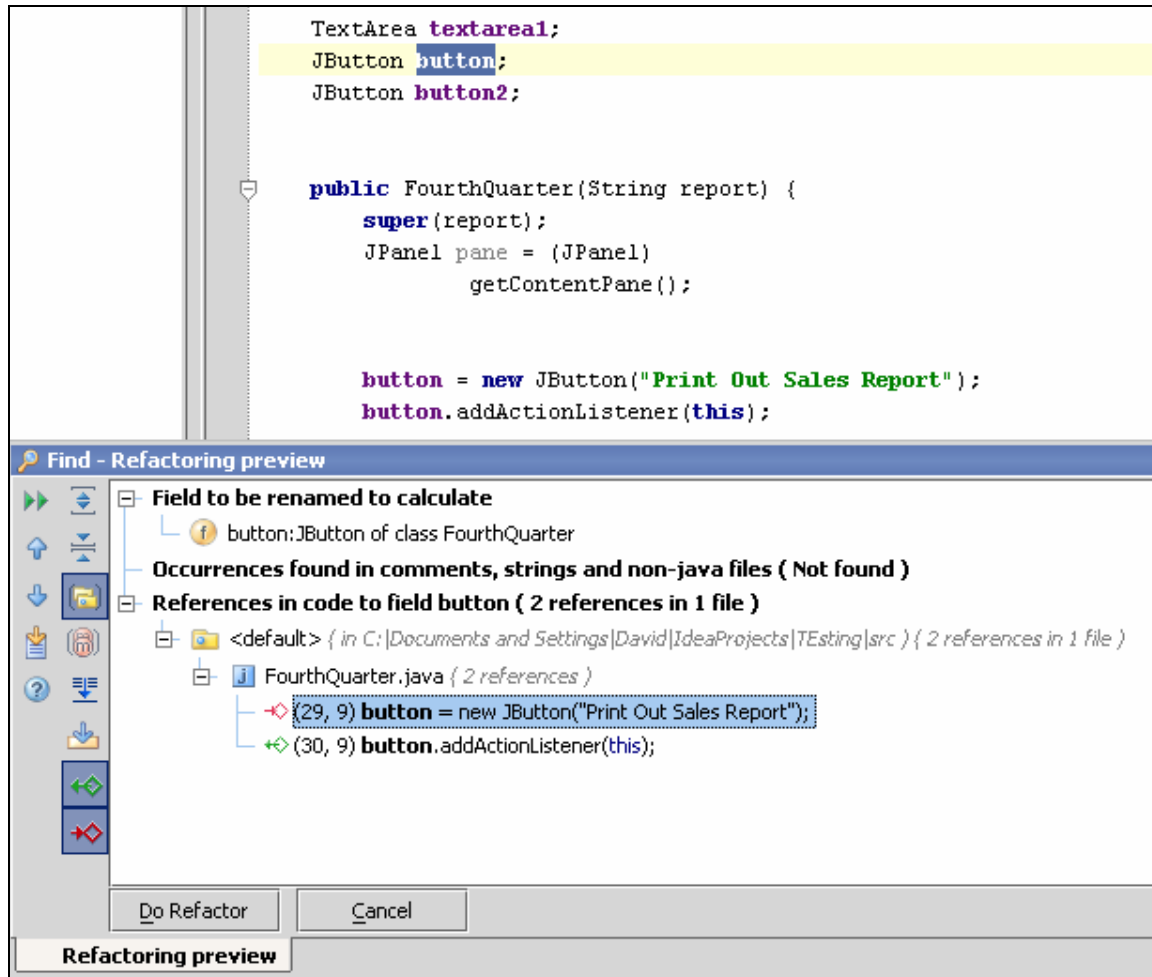 TextArea textarea1;
JButton button;
JButton button2;
public FourthQuarter(String report) {
super(report);
JPanel pane = (JPanel)
getContentPane();
button = new JButton("Print Out Sales Report");
button.addActionListener(this);
Find - Refactoring preview
Field to be renamed to calculate
f button:JButton of class FourthQuarter
Occurrences found in comments, strings and non-java files ( Not found )
References in code to field button ( 2 references in 1 file )
<default> ( in C:|Documents and Settings|David|IdeaProjects|TEsting|src ) ( 2 references in 1 file )
J FourthQuarter.java ( 2 references )
(29, 9) button = new JButton("Print Out Sales Report");
(30, 9) button.addActionListener(this);
Do Refactor Cancel
Refactoring preview